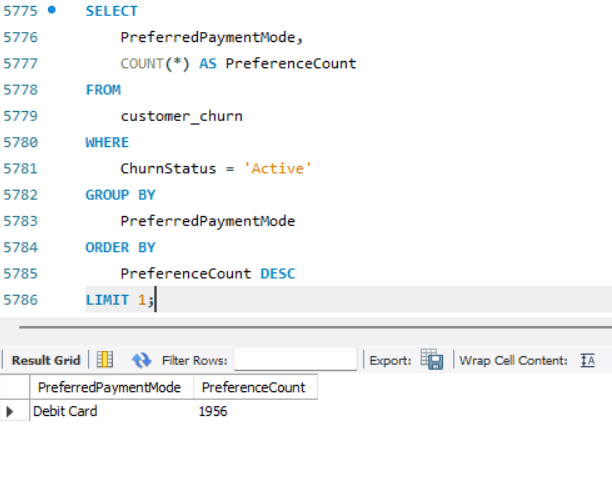 5775 SELECT
5776 PreferredPaymentMode,
5777 COUNT(*) AS PreferenceCount
5778 FROM
5779 customer_churn
5780 WHERE
5781 ChurnStatus = 'Active'
5782 GROUP BY
5783 PreferredPaymentMode
5784 ORDER BY
5785 PreferenceCount DESC
5786 LIMIT 1;
Result Grid Filter Rows: Export: Wrap Cell Content: IA
PreferredPaymentMode PreferenceCount
Debit Card 1956